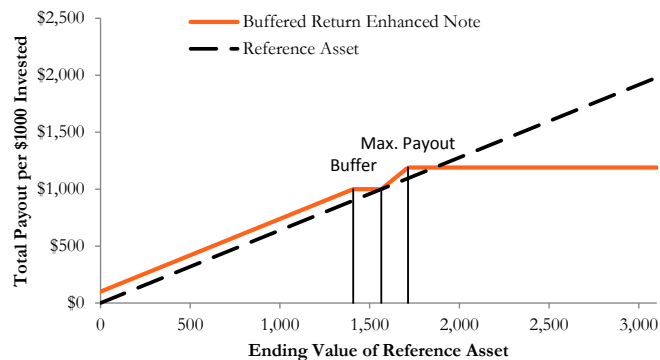 $2,500
Buffered Return Enhanced Note
Reference Asset
$2,000
$1,500
Max. Payout
Buffer
$1,000
$500
$0
Total Payout per $1000 Invested
0
500
1,000
1,500
2,000
2,500
3,000
Ending Value of Reference Asset